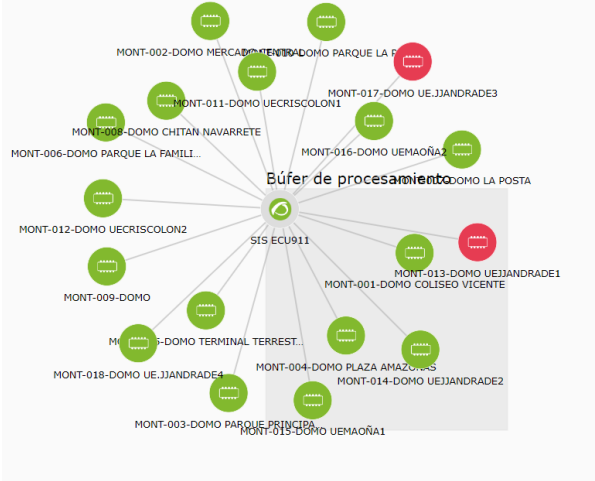 MONT-002-DOMO MERCADO CENTRAL
DOMO PARQUE LA
MONT-017-DOMO UE.JJANDRADE3
MONT-011-DOMO UECRISCOLON1
MONT-008-DOMO CHITAN NAVARRETE
MONT-006-DOMO PARQUE LA FAMILI...
MONT-016-DOMO UEMAOÑA2
Búfer de procesamiento
DOMO LA POSTA
MONT-012-DOMO UECRISCOLON2
SIS ECU911
MONT-013-DOMO UEJJANDRADE1
MONT-001-DOMO COLISEO VICENTE
MONT-009-DOMO
DOMO TERMINAL TERREST...
MONT-004-DOMO PLAZA AMAZONAS
MONT-018-DOMO UE.JJANDRADE4
MONT-014-DOMO UEJJANDRADE2
MONT-003-DOMO PARQUE PRINCIPA
MONT-015-DOMO UEMAOÑA1